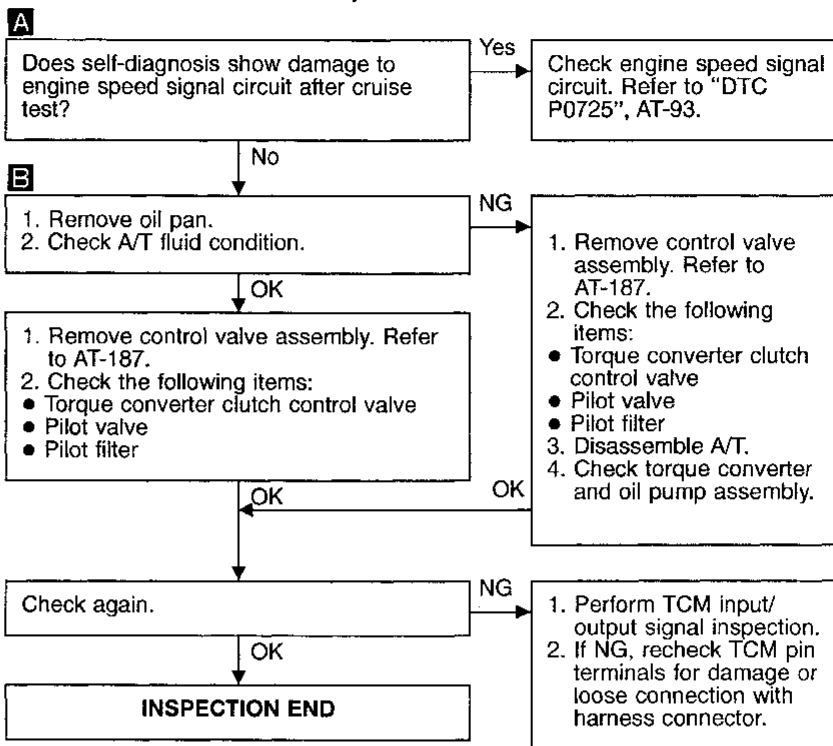 A
Does self-diagnosis show damage to
engine speed signal circuit after cruise
test?
Yes
Check engine speed signal
circuit. Refer to “DTC
P0725”, AT-93.
No
B
1. Remove oil pan.
2. Check A/T fluid condition.
NG
1. Remove control valve
assembly. Refer to
AT-187.
2. Check the following
items:
● Torque converter clutch
control valve
● Pilot valve
● Pilot filter
3. Disassemble A/T.
4. Check torque converter
and oil pump assembly.
OK
1. Remove control valve assembly. Refer
to AT-187.
2. Check the following items:
● Torque converter clutch control valve
● Pilot valve
● Pilot filter
OK
OK
Check again.
NG
1. Perform TCM input/
output signal inspection.
2. If NG, recheck TCM pin
terminals for damage or
loose connection with
harness connector.
OK
INSPECTION END